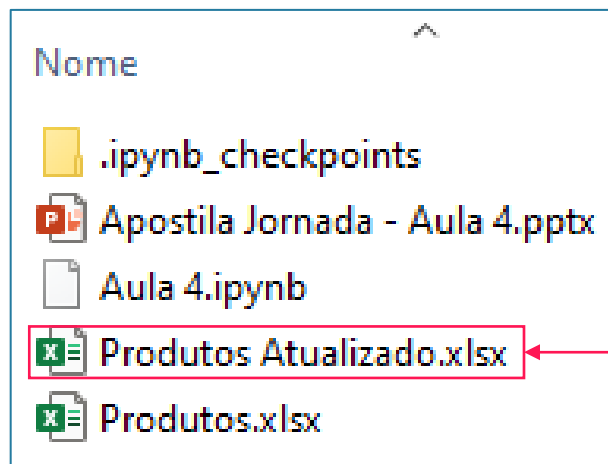 Nome
.ipynb_checkpoints
Apostila Jornada - Aula 4.pptx
Aula 4.ipynb
Produtos Atualizado.xlsx
Produtos.xlsx